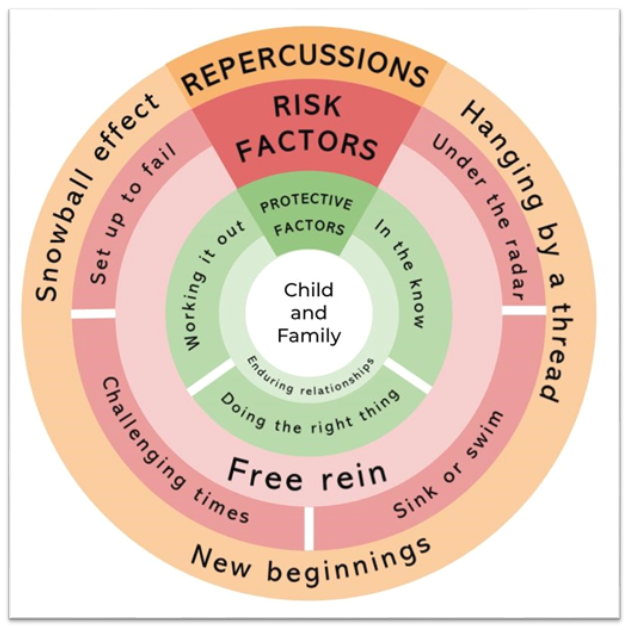 REPERCUSSIONS
Snowball effect
Hanging by a thread
New beginnings
RISK
FACTORS
Set up to fail
Under the radar
Challenging times
Sink or swim
Free rein
PROTECTIVE
FACTORS
Working it out
In the know
Doing the right thing
Enduring relationships
Child
and
Family